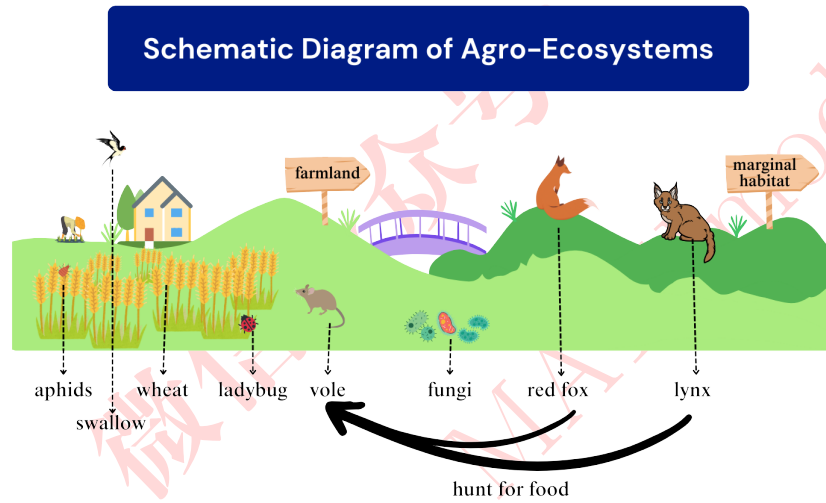 Schematic Diagram of Agro-Ecosystems
farmland
marginal
habitat
aphids
wheat
ladybug
vole
fungi
red fox
lynx
swallow
hunt for food